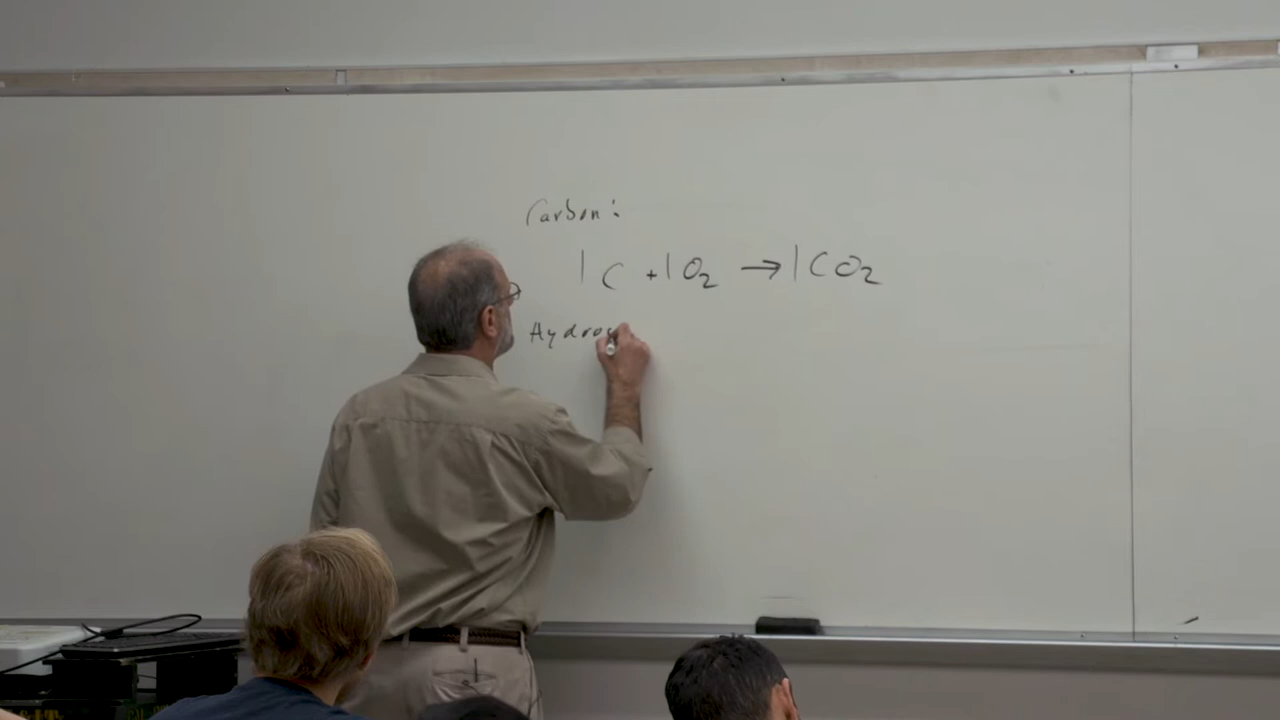 Carbon:
1 C + 1 O₂ → 1 CO₂
Hydrog